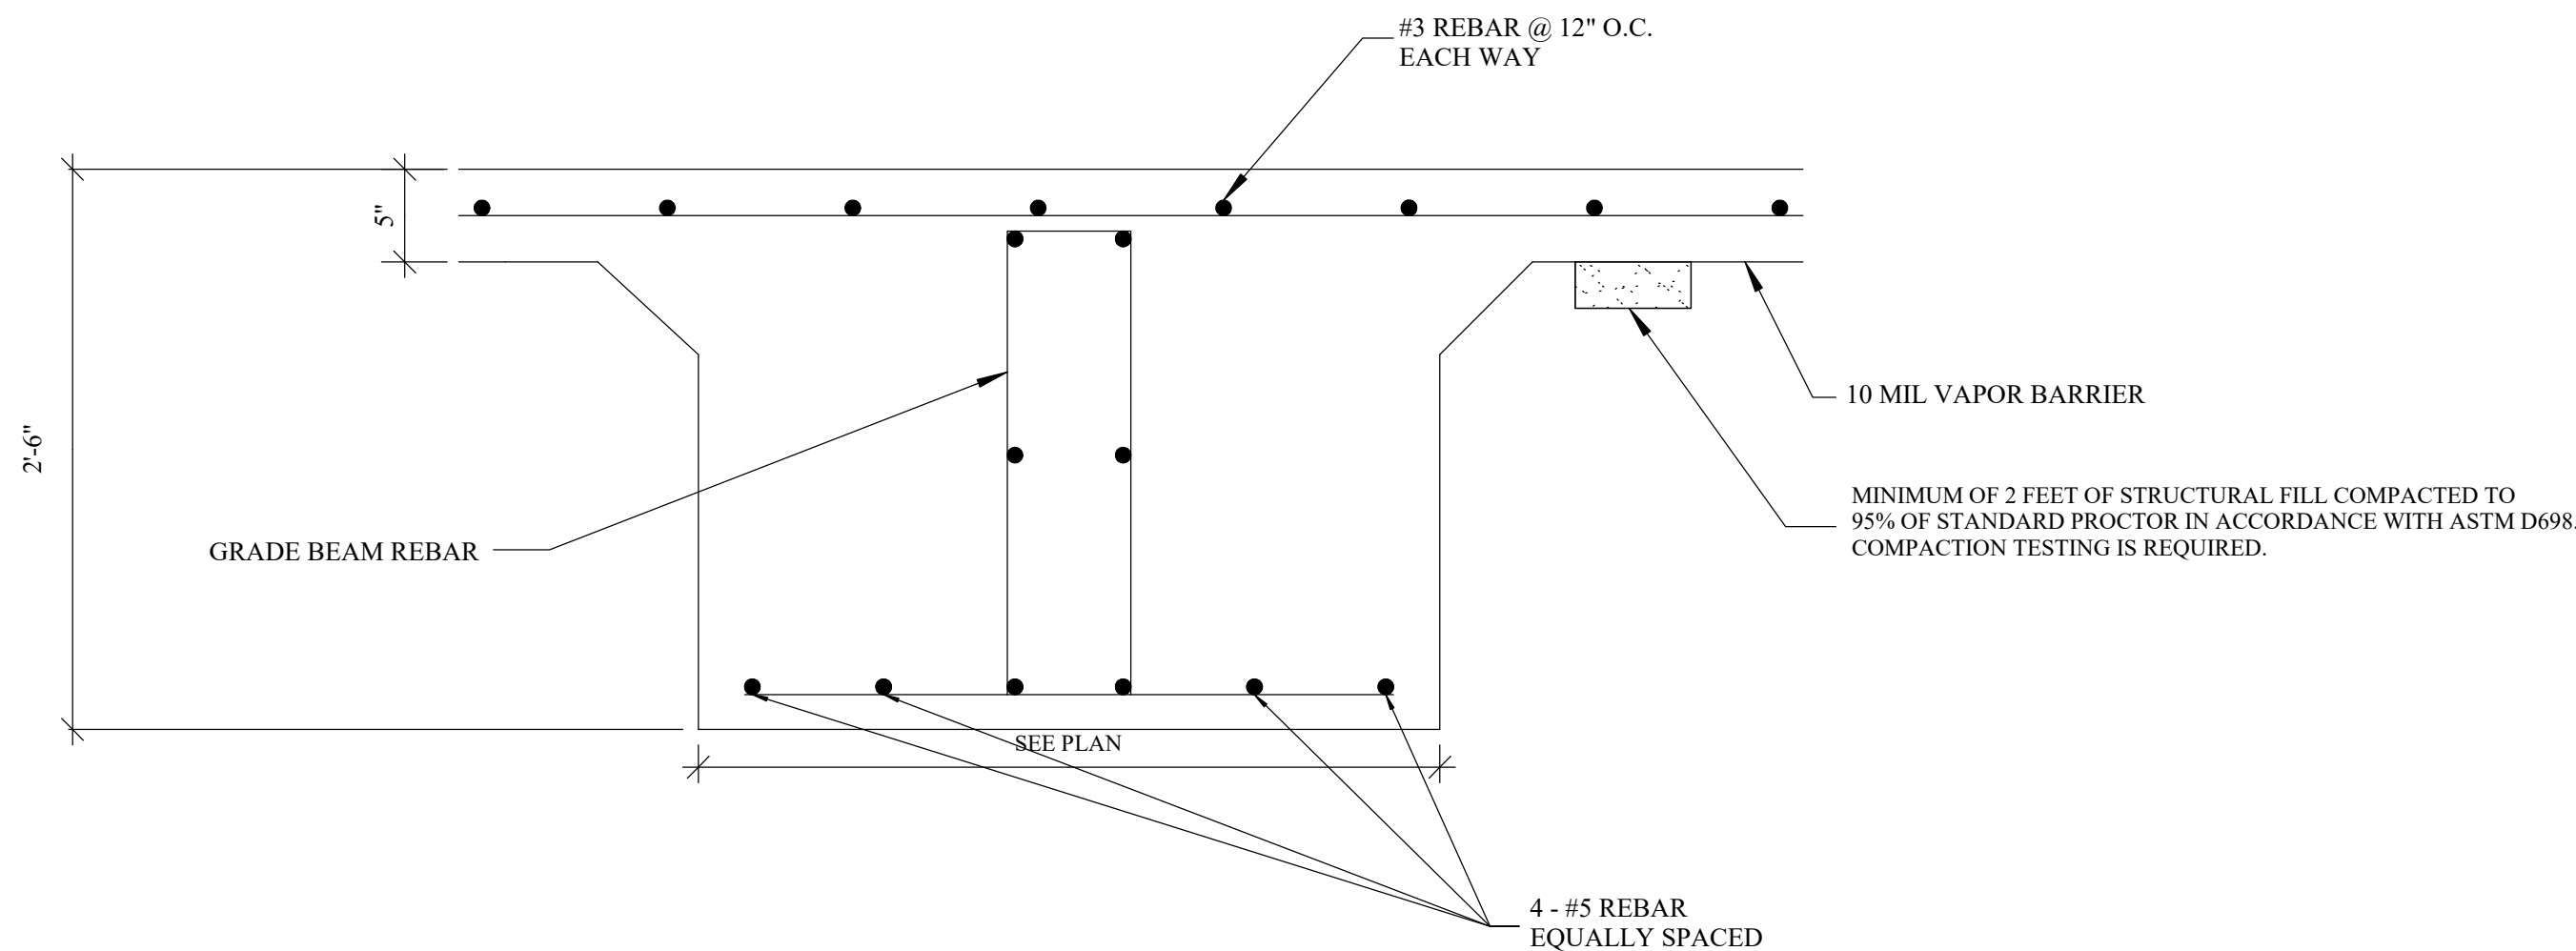 #3 REBAR @ 12" O.C.
EACH WAY
5"
2'-6"
10 MIL VAPOR BARRIER
MINIMUM OF 2 FEET OF STRUCTURAL FILL COMPACTED TO
95% OF STANDARD PROCTOR IN ACCORDANCE WITH ASTM D698.
COMPACTION TESTING IS REQUIRED.
GRADE BEAM REBAR
SEE PLAN
4 - #5 REBAR
EQUALLY SPACED